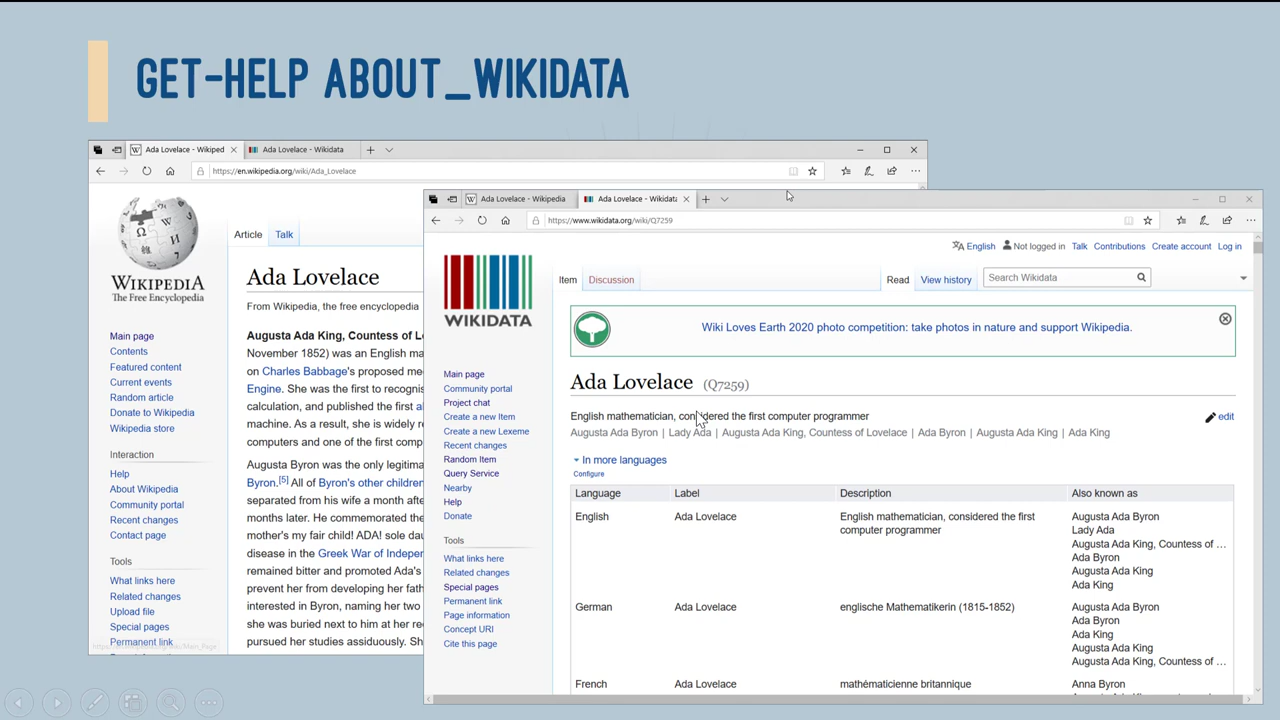 GET-HELP ABOUT_WIKIDATA
Ada Lovelace - Wikiped
Ada Lovelace - Wikidata
https://en.wikipedia.org/wiki/Ada_Lovelace
WIKIPEDIA
The Free Encyclopedia
Main page
Contents
Featured content
Current events
Random article
Donate to Wikipedia
Wikipedia store
Interaction
Help
About Wikipedia
Community portal
Recent changes
Contact page
Tools
What links here
Related changes
Upload file
Special pages
Permanent link
Article
Talk
Ada Lovelace
From Wikipedia, the free encyclopedia
Augusta Ada King, Countess of Lo
November 1852) was an English ma
on Charles Babbage's proposed me
Engine. She was the first to recognis
calculation, and published the first al
machine. As a result, she is widely r
computers and one of the first comp
Augusta Byron was the only legitima
Byron.[5] All of Byron's other children
separated from his wife a month afte
months later. He commemorated the
mother's my fair child! ADA! sole dau
disease in the Greek War of Indeper
remained bitter and promoted Ada's
prevent her from developing her fath
interested in Byron, naming her two
she was buried next to him at her re
pursued her studies assiduously. Sh
Ada Lovelace - Wikipedia
Ada Lovelace - Wikidata
https://www.wikidata.org/wiki/Q7259
WIKIDATA
Main page
Community portal
Project chat
Create a new Item
Create a new Lexeme
Recent changes
Random Item
Query Service
Nearby
Help
Donate
Tools
What links here
Related changes
Special pages
Permanent link
Page information
Concept URI
Cite this page
English Not logged in Talk Contributions Create account Log in
Item Discussion Read View history Search Wikidata
Wiki Loves Earth 2020 photo competition: take photos in nature and support Wikipedia.
Ada Lovelace (Q7259)
English mathematician, considered the first computer programmer
edit
Augusta Ada Byron | Lady Ada | Augusta Ada King, Countess of Lovelace | Ada Byron | Augusta Ada King | Ada King
In more languages
Configure
Language Label Description Also known as
English Ada Lovelace English mathematician, considered the first computer programmer
Augusta Ada Byron
Lady Ada
Augusta Ada King, Countess of …
Ada Byron
Augusta Ada King
Ada King
German Ada Lovelace englische Mathematikerin (1815-1852)
Augusta Ada Byron
Ada Byron
Ada King
Augusta Ada King
Augusta Ada King, Countess of …
French Ada Lovelace mathématicienne britannique
Anna Byron